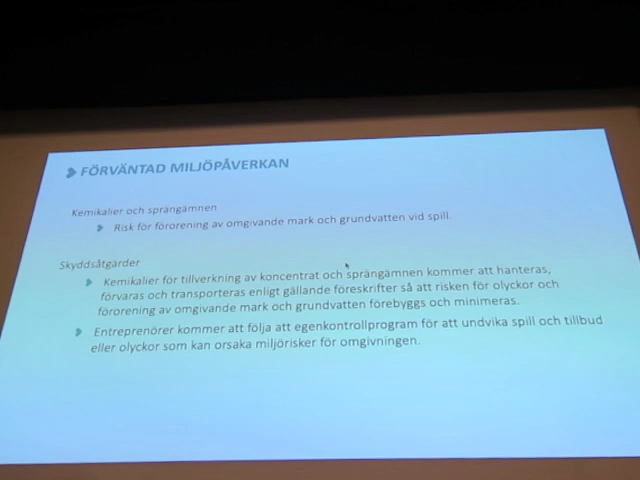 FÖRVÄNTAD MILJÖPÅVERKAN
Kemikalier och sprängämnen
Risk för förorening av omgivande mark och grundvatten vid spill.
Skyddsåtgärder
Kemikalier för tillverkning av koncentrat och sprängämnen kommer att hanteras,
förvaras och transporteras enligt gällande föreskrifter så att risken för olyckor och
förorening av omgivande mark och grundvatten förebyggs och minimeras.
Entreprenörer kommer att följa att egenkontrollprogram för att undvika spill och tillbud
eller olyckor som kan orsaka miljörisker för omgivningen.